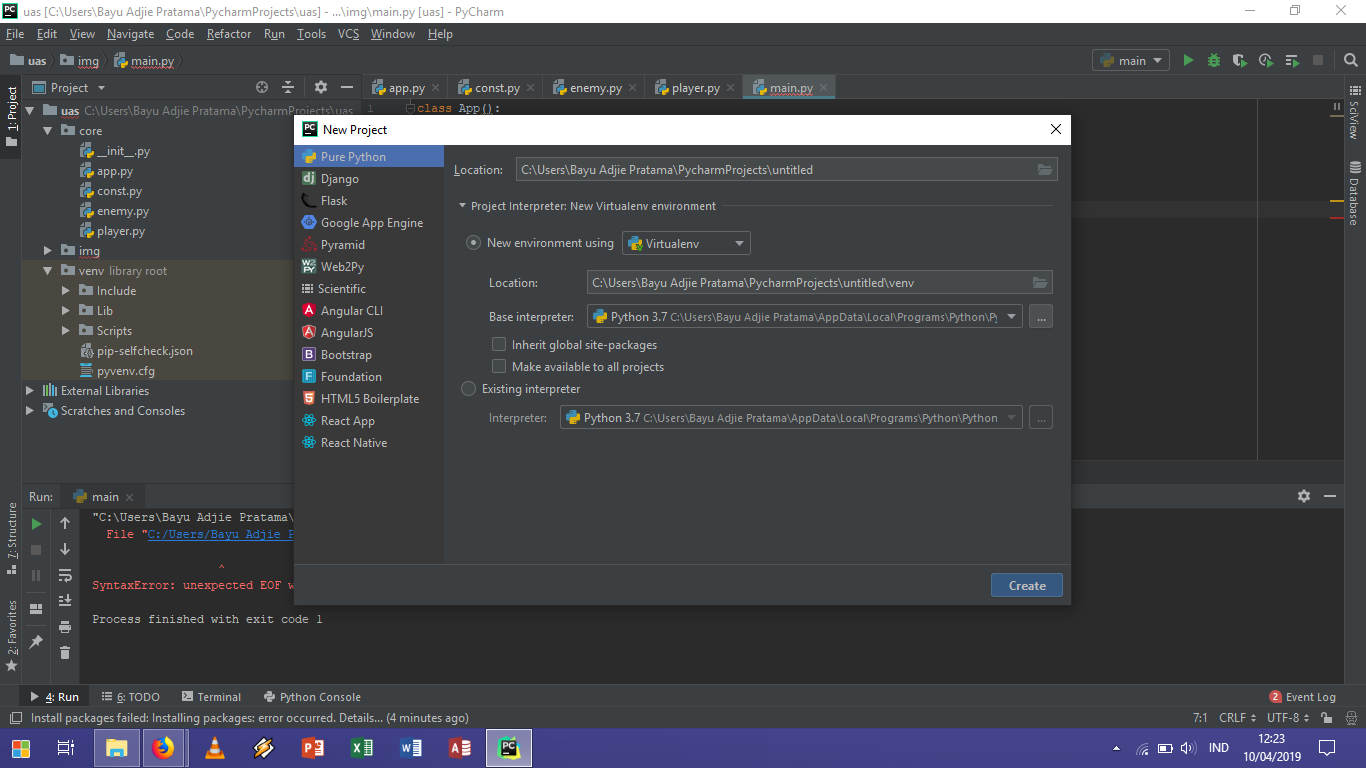 uas [C:\Users\Bayu Adjie Pratama\PycharmProjects\uas] - ...\img\main.py [uas] - PyCharm
File Edit View Navigate Code Refactor Run Tools VCS Window Help
uas img main.py main
1: Project
Project
app.py const.py enemy.py player.py main.py
uas C:\Users\Bayu Adjie Pratama\PycharmProjects\uas
1 class App():
core
__init__.py
app.py
const.py
enemy.py
player.py
img
venv library root
Include
Lib
Scripts
pip-selfcheck.json
pyvenv.cfg
External Libraries
Scratches and Consoles
SciView
Database
New Project
Pure Python
Django
Flask
Google App Engine
Pyramid
Web2Py
Scientific
Angular CLI
AngularJS
Bootstrap
Foundation
HTML5 Boilerplate
React App
React Native
Location: C:\Users\Bayu Adjie Pratama\PycharmProjects\untitled
Project Interpreter: New Virtualenv environment
New environment using Virtualenv
Location: C:\Users\Bayu Adjie Pratama\PycharmProjects\untitled\venv
Base interpreter: Python 3.7 C:\Users\Bayu Adjie Pratama\AppData\Local\Programs\Python\Py ...
Inherit global site-packages
Make available to all projects
Existing interpreter
Interpreter: Python 3.7 C:\Users\Bayu Adjie Pratama\AppData\Local\Programs\Python\Python ...
Create
Run: main
"C:\Users\Bayu Adjie Pratama\
File "C:/Users/Bayu Adjie P
^
SyntaxError: unexpected EOF w
Process finished with exit code 1
7: Structure
2: Favorites
4: Run 6: TODO Terminal Python Console 2 Event Log
Install packages failed: Installing packages: error occurred. Details... (4 minutes ago) 7:1 CRLF UTF-8
IND 12:23
10/04/2019